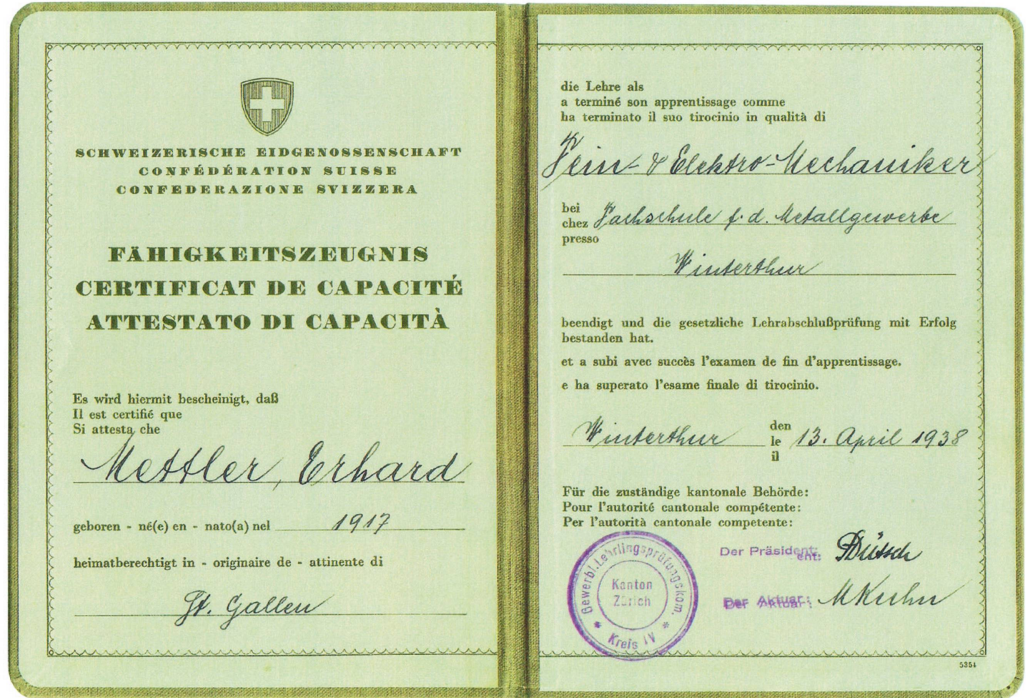 SCHWEIZERISCHE EIDGENOSSENSCHAFT
CONFÉDÉRATION SUISSE
CONFEDERAZIONE SVIZZERA
FÄHIGKEITSZEUGNIS
CERTIFICAT DE CAPACITÉ
ATTESTATO DI CAPACITÀ
Es wird hiermit bescheinigt, daß
Il est certifié que
Si attesta che
Mettler, Erhard
geboren - né(e) en - nato(a) nel 1917
heimatberechtigt in - originaire de - attinente di
St. Gallen
die Lehre als
a terminé son apprentissage comme
ha terminato il suo tirocinio in qualità di
Fein- & Elektro-Mechaniker
bei
chez Fachschule f. d. Metallgewerbe
presso
Winterthur
beendigt und die gesetzliche Lehrabschlußprüfung mit Erfolg
bestanden hat.
et a subi avec succès l'examen de fin d'apprentissage.
e ha superato l'esame finale di tirocinio.
Winterthur den
le 13. April 1938
il
Für die zuständige kantonale Behörde:
Pour l'autorité cantonale compétente:
Per l'autorità cantonale competente:
Gewerbl. Lehrlingsprüfungskom.
Kanton
Zürich
Kreis IV
Der Präsident:
Der Aktuar:
5354